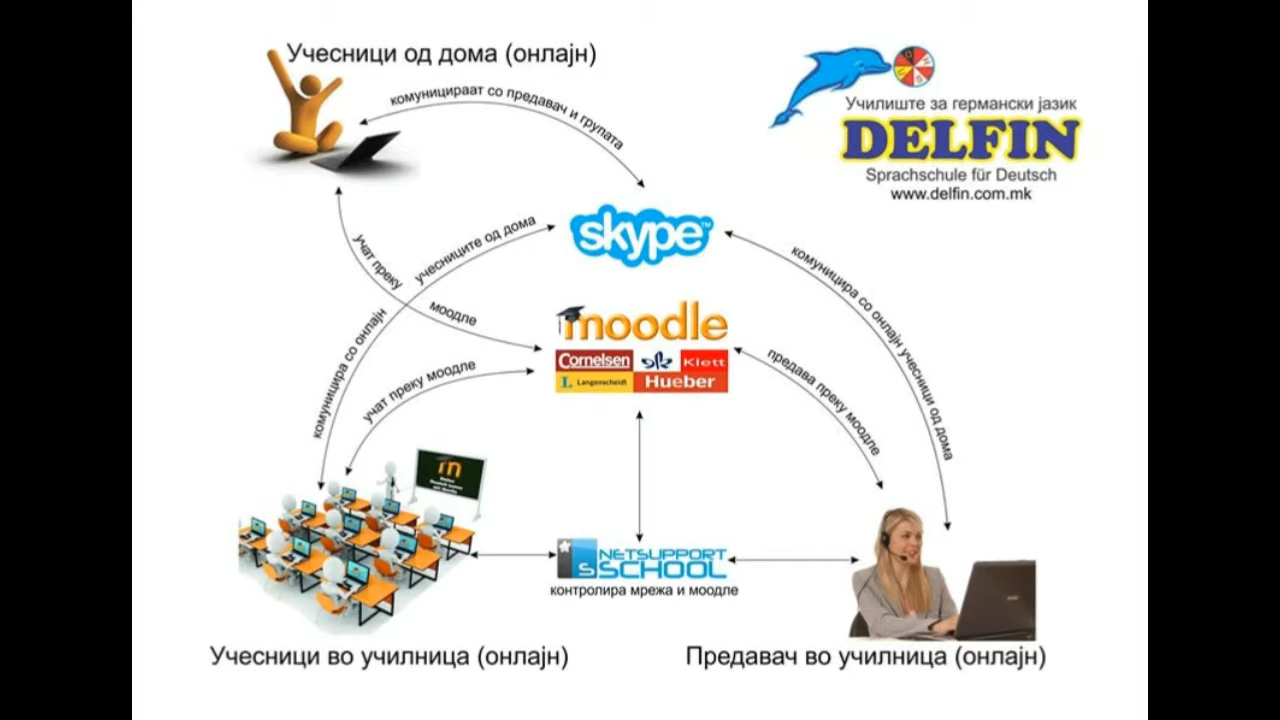 Учесници од дома (онлајн)
комуницираат со предавач и групата
Училиште за германски јазик
DELFIN
Sprachschule für Deutsch
www.delfin.com.mk
skype™
учат преку моодле
комуницира со онлајн учесниците од дома
комуницира со онлајн учесници од дома
moodle
Cornelsen
Klett
L Langenscheidt
Hueber
учат преку моодле
предава преку моодле
m
NETSUPPORT
SCHOOL
контролира мрежа и моодле
Учесници во училница (онлајн)
Предавач во училница (онлајн)